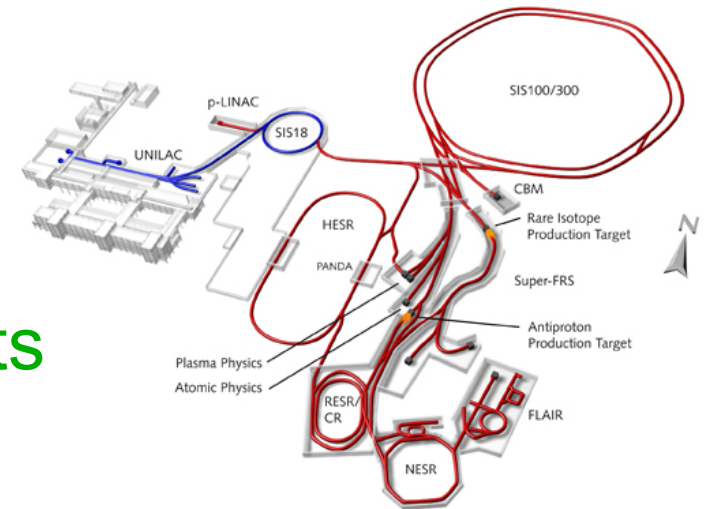 SIS100/300
p-LINAC
SIS18
UNILAC
CBM
Rare Isotope
Production Target
N
HESR
PANDA
Super-FRS
ts
Antiproton
Production Target
Plasma Physics
Atomic Physics
RESR/
CR
FLAIR
NESR